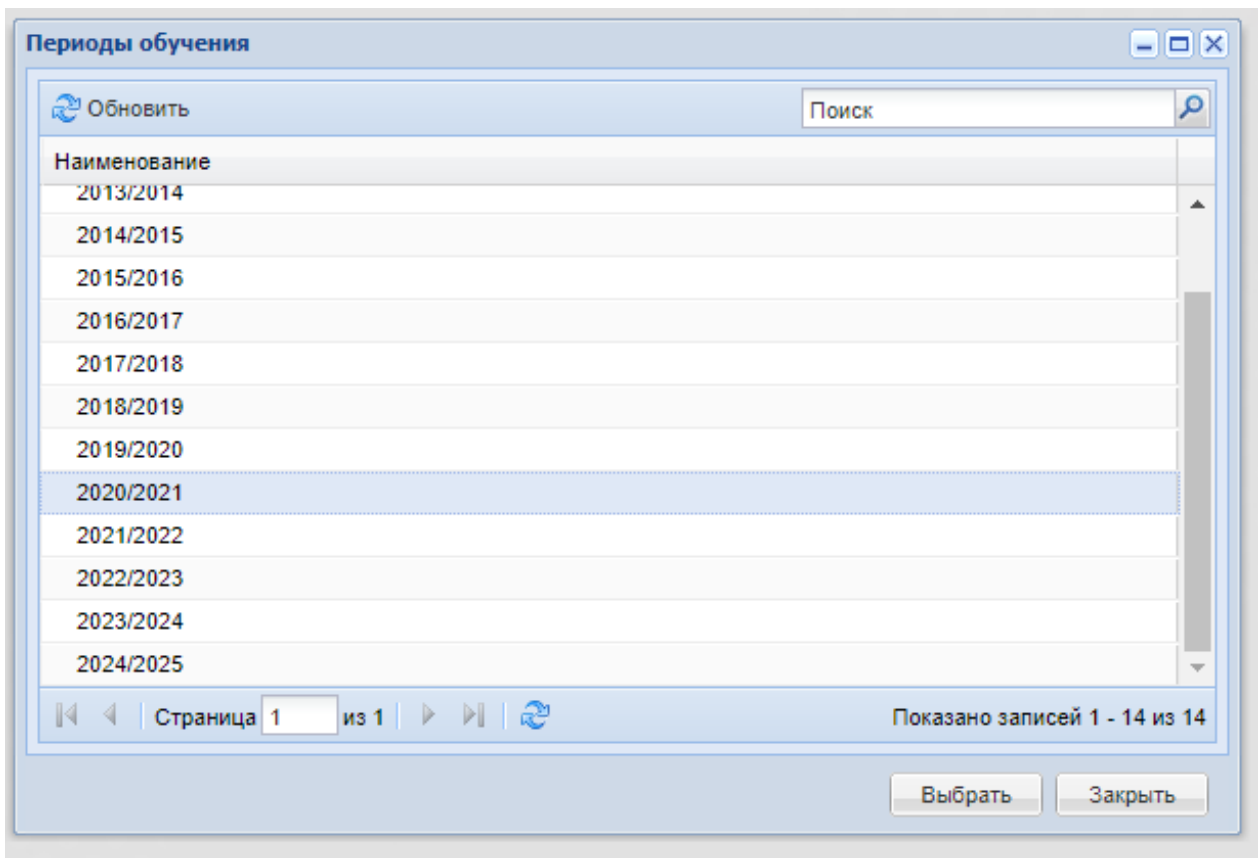 Периоды обучения
Обновить
Поиск
Наименование
2013/2014
2014/2015
2015/2016
2016/2017
2017/2018
2018/2019
2019/2020
2020/2021
2021/2022
2022/2023
2023/2024
2024/2025
Страница 1 из 1
Показано записей 1 - 14 из 14
Выбрать
Закрыть